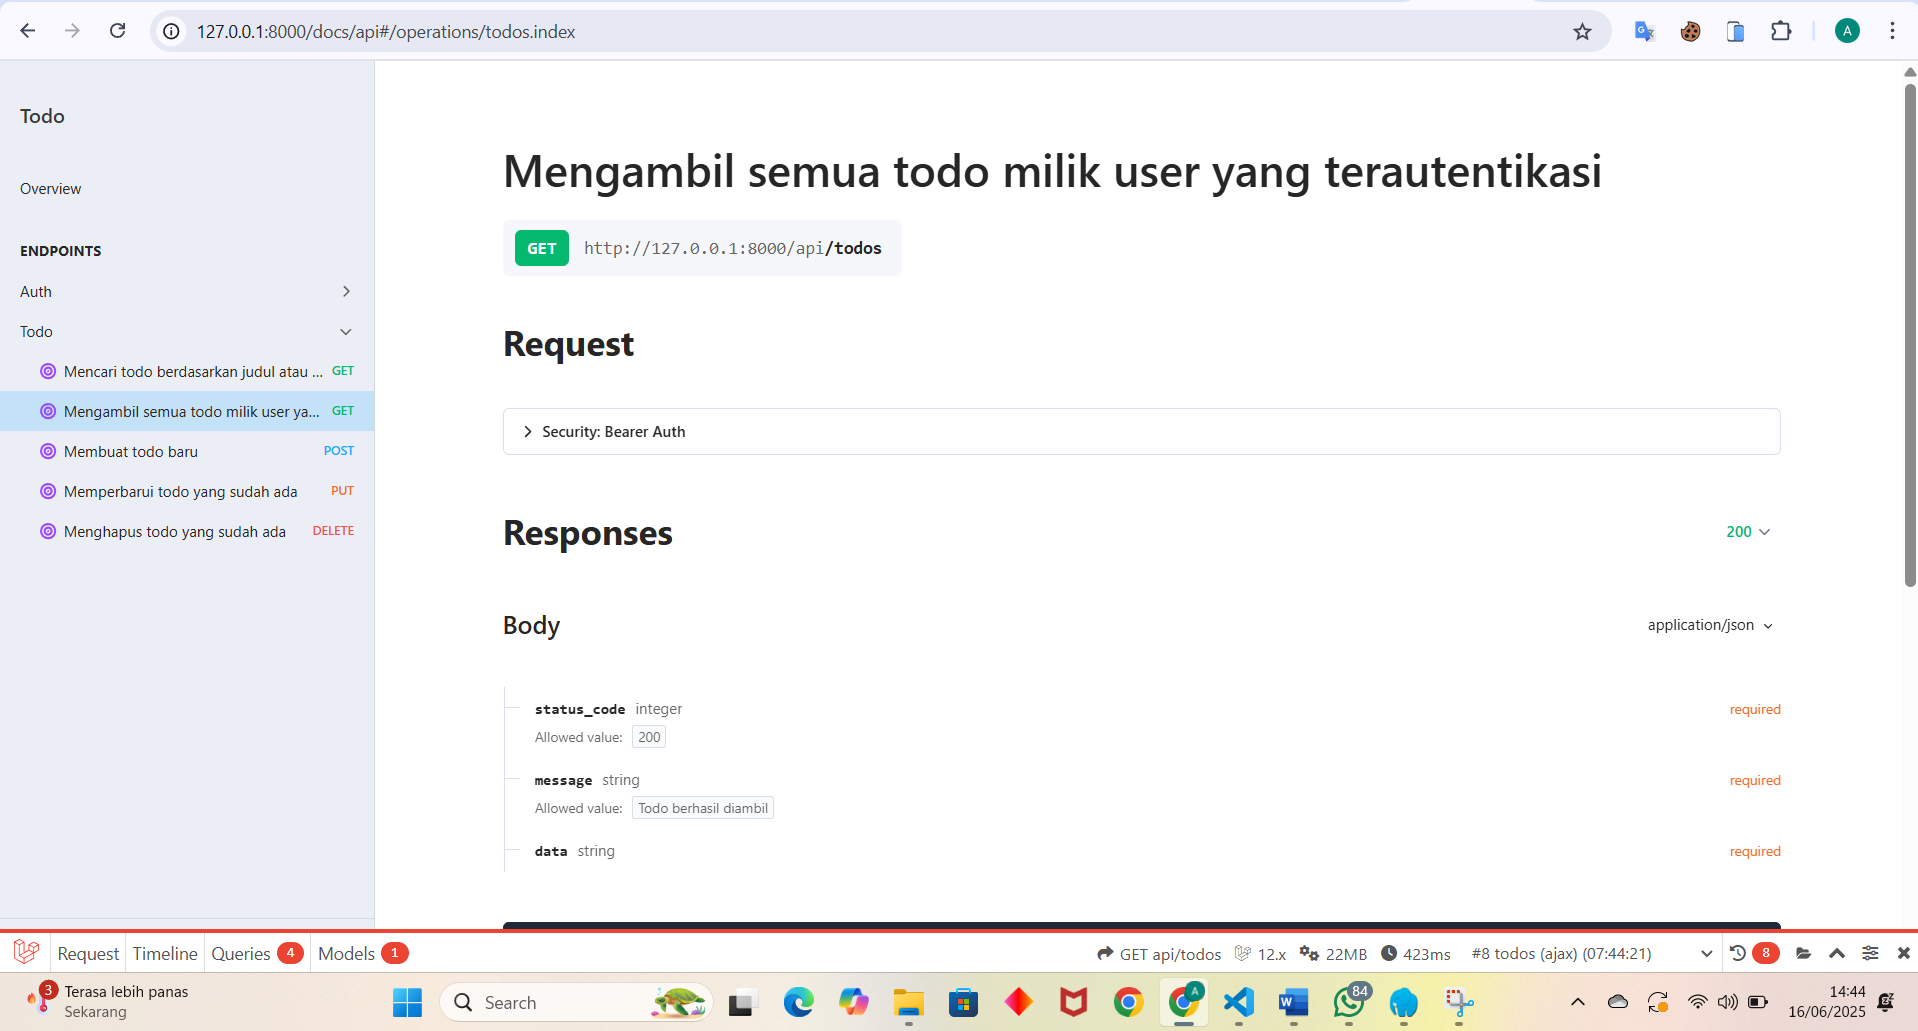 127.0.0.1:8000/docs/api#/operations/todos.index
A
Todo
Overview
ENDPOINTS
Auth
Todo
Mencari todo berdasarkan judul atau ... GET
Mengambil semua todo milik user ya... GET
Membuat todo baru POST
Memperbarui todo yang sudah ada PUT
Menghapus todo yang sudah ada DELETE
Mengambil semua todo milik user yang terautentikasi
GET http://127.0.0.1:8000/api/todos
Request
Security: Bearer Auth
Responses
200
Body
application/json
status_code integer required
Allowed value: 200
message string required
Allowed value: Todo berhasil diambil
data string required
Request Timeline Queries 4 Models 1 GET api/todos 12.x 22MB 423ms #8 todos (ajax) (07:44:21) 8
3
Terasa lebih panas
Sekarang
Search
A
W
84
14:44
16/06/2025